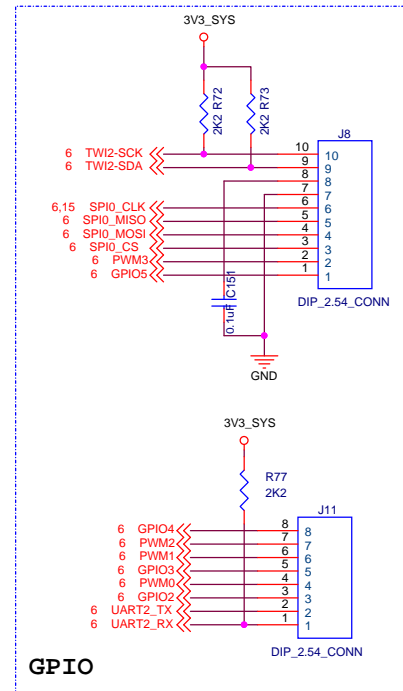 3V3_SYS
2K2 R72
2K2 R73
J8
6 TWI2-SCK 10 10
6 TWI2-SDA 9 9
8 8
7 7
6,15 SPI0_CLK 6 6
6 SPI0_MISO 5 5
6 SPI0_MOSI 4 4
6 SPI0_CS 3 3
6 PWM3 2 2
6 GPIO5 1 1
0.1uF C151
DIP_2.54_CONN
GND
3V3_SYS
R77
2K2
J11
6 GPIO4 8 8
6 PWM2 7 7
6 PWM1 6 6
6 GPIO3 5 5
6 PWM0 4 4
6 GPIO2 3 3
6 UART2_TX 2 2
6 UART2_RX 1 1
DIP_2.54_CONN
GPIO